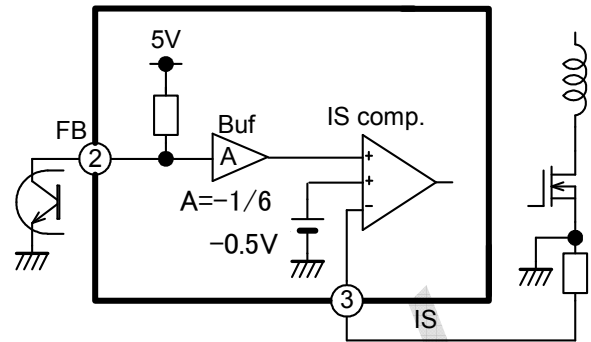 5V
FB
2
Buf
A
A=-1/6
IS comp.
+
+
−
−0.5V
3
IS